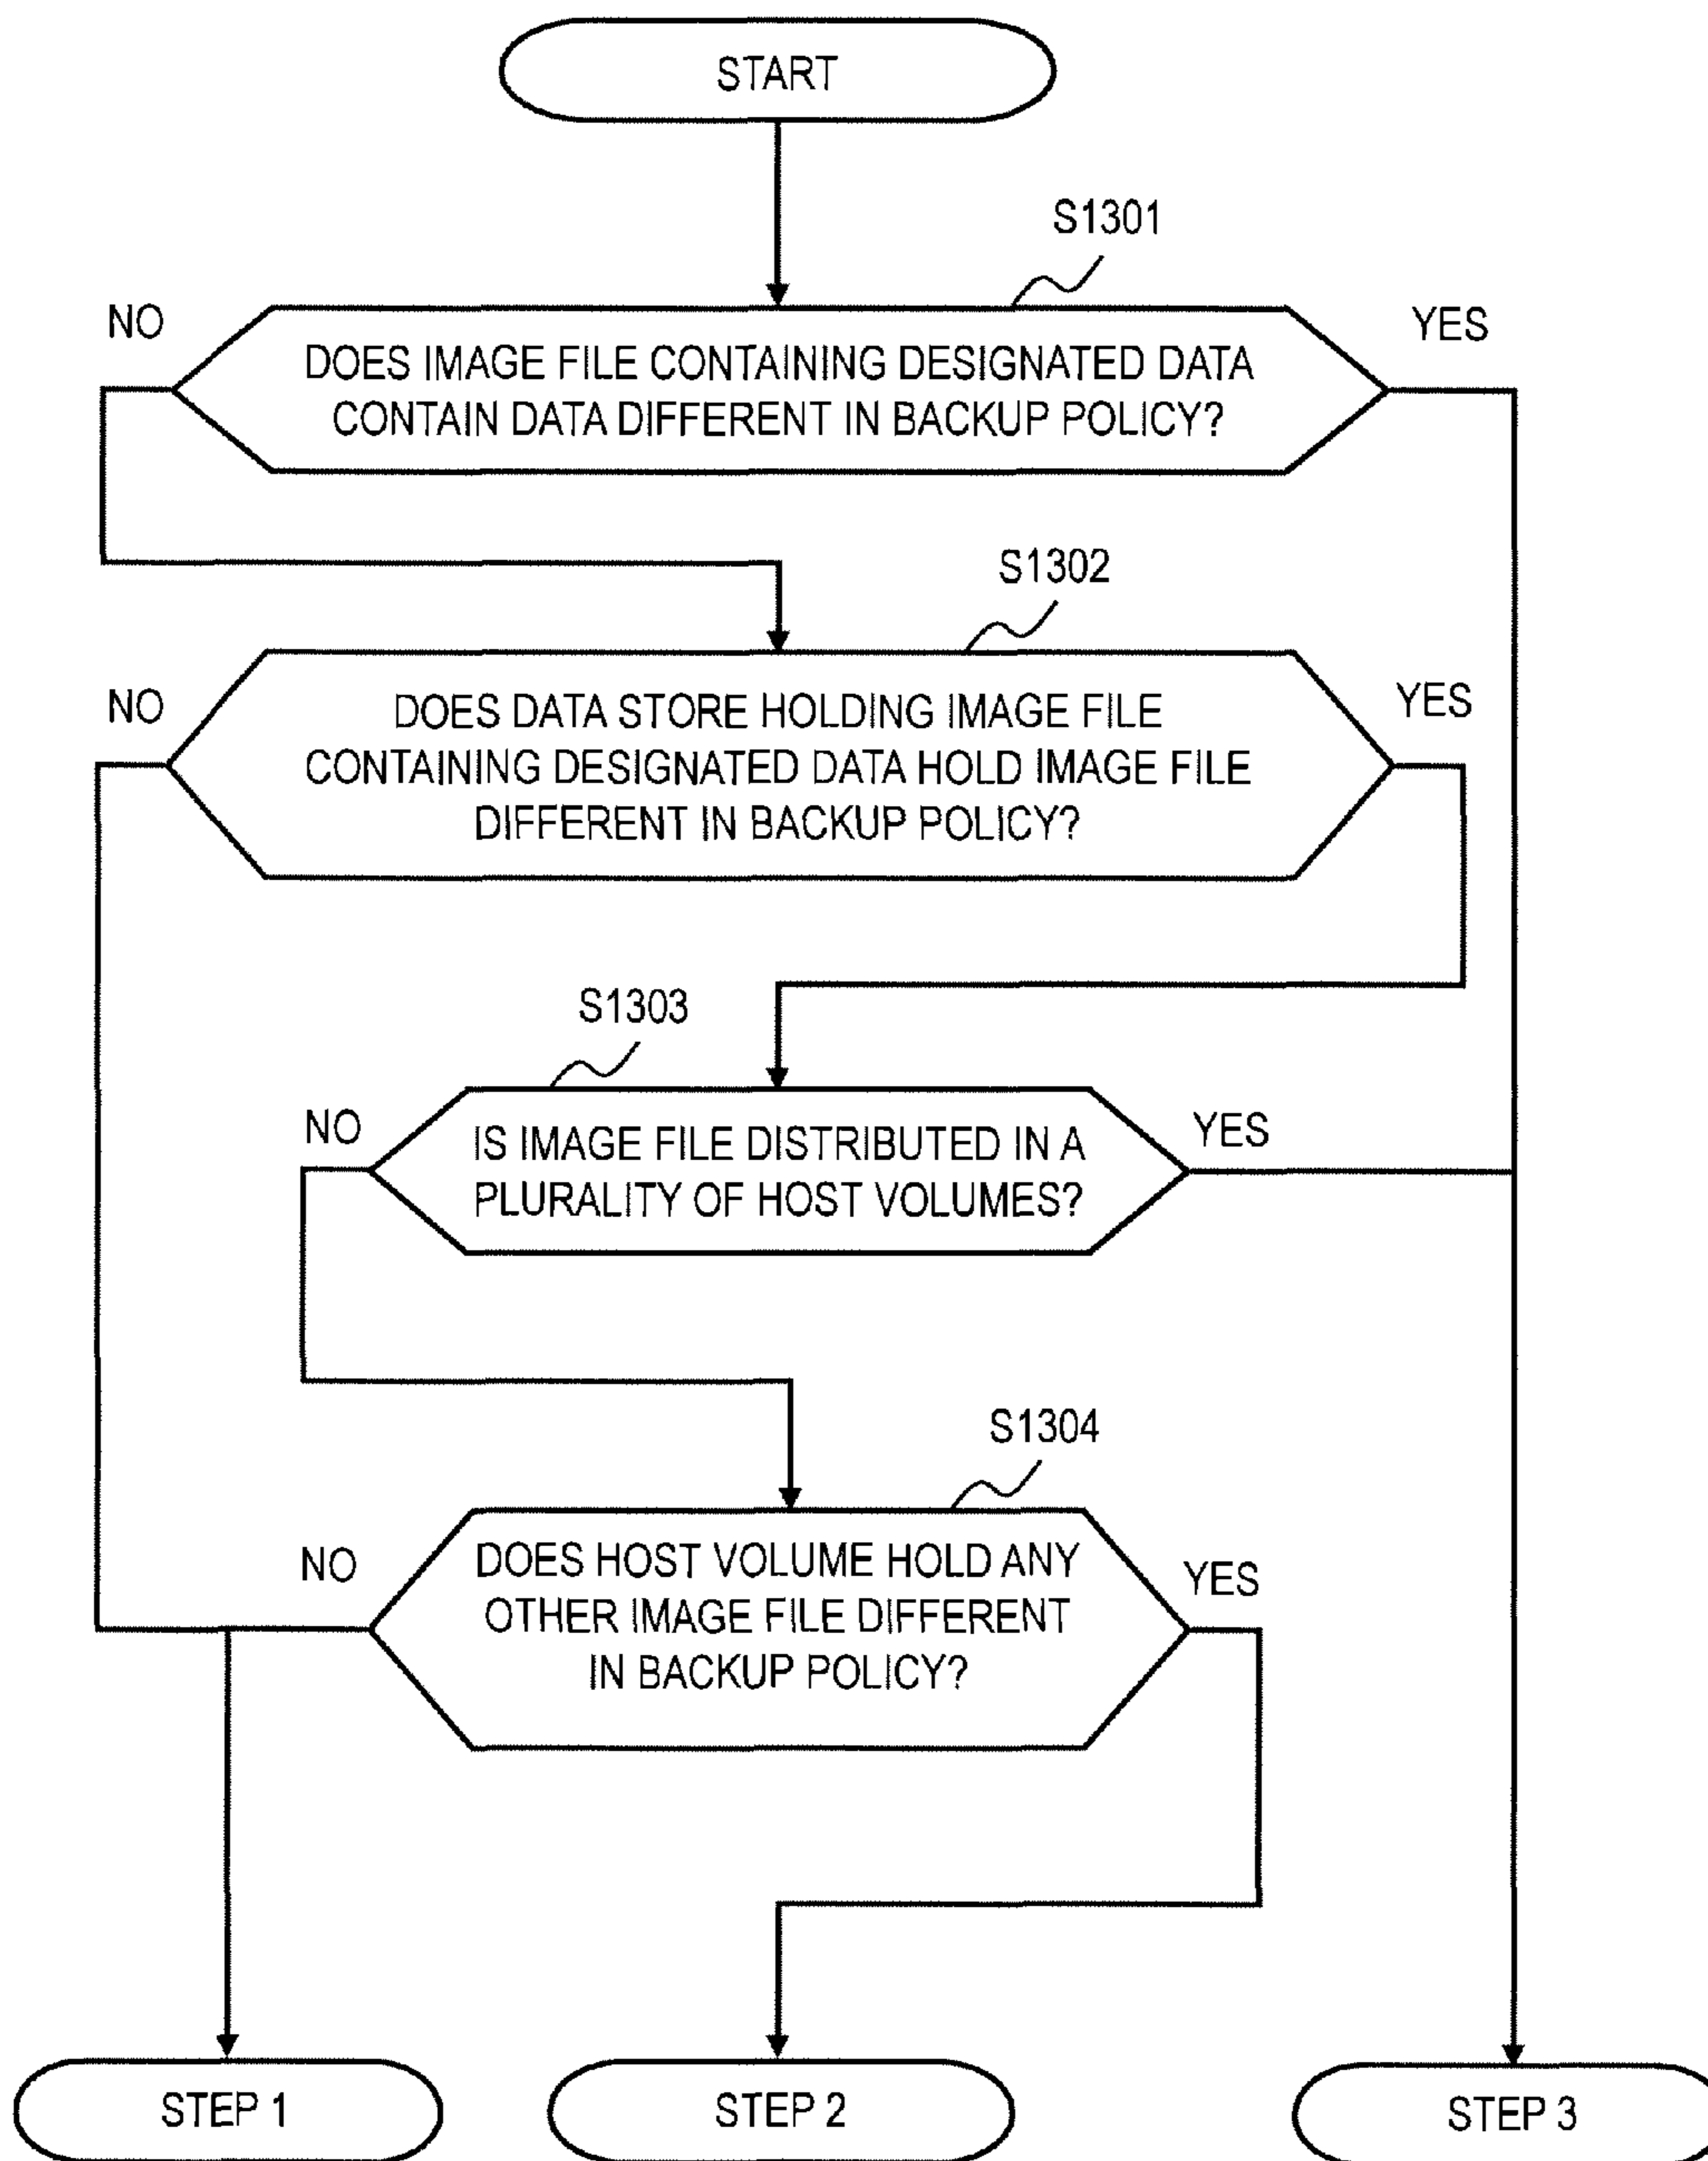 START
S1301
NO
YES
DOES IMAGE FILE CONTAINING DESIGNATED DATA
CONTAIN DATA DIFFERENT IN BACKUP POLICY?
S1302
NO
YES
DOES DATA STORE HOLDING IMAGE FILE
CONTAINING DESIGNATED DATA HOLD IMAGE FILE
DIFFERENT IN BACKUP POLICY?
S1303
NO
YES
IS IMAGE FILE DISTRIBUTED IN A
PLURALITY OF HOST VOLUMES?
S1304
NO
YES
DOES HOST VOLUME HOLD ANY
OTHER IMAGE FILE DIFFERENT
IN BACKUP POLICY?
STEP 1
STEP 2
STEP 3